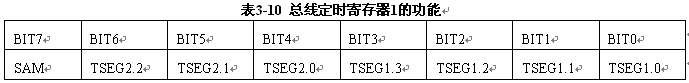 表3-10 总线定时寄存器1的功能
BIT7 BIT6 BIT5 BIT4 BIT3 BIT2 BIT1 BIT0
SAM TSEG2.2 TSEG2.1 TSEG2.0 TSEG1.3 TSEG1.2 TSEG1.1 TSEG1.0